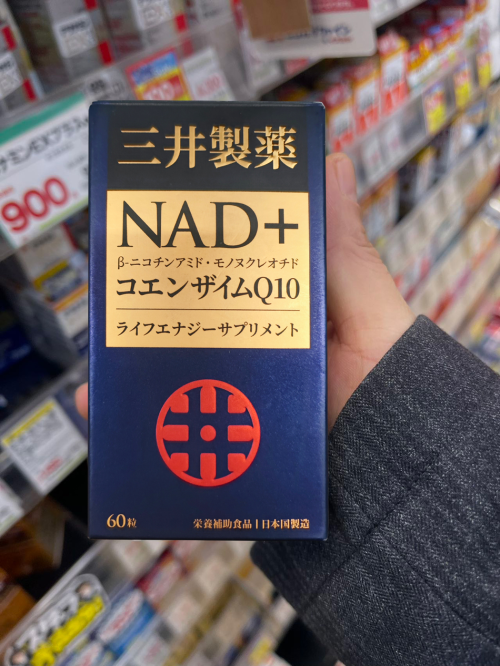 三井製薬
NAD+
β-ニコチンアミド・モノヌクレオチド
コエンザイムQ10
ライフエナジーサプリメント
60粒
栄養補助食品 | 日本国製造
900